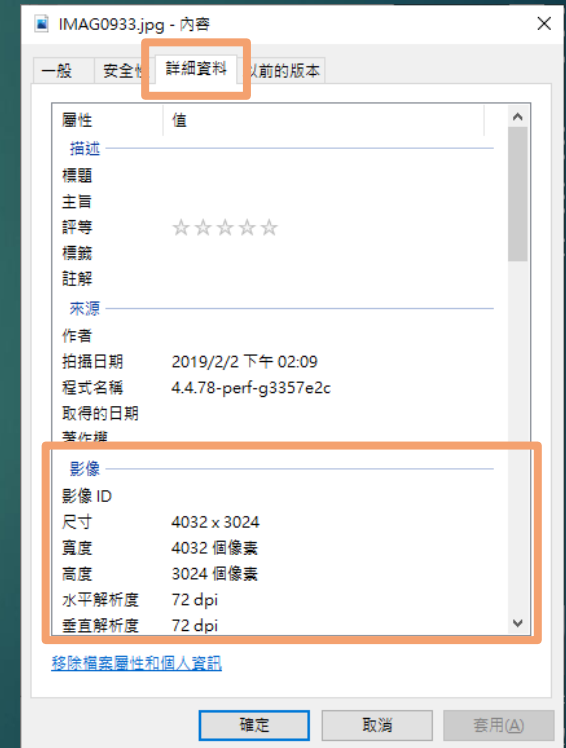 IMAG0933.jpg - 內容
一般 安全性 詳細資料 以前的版本
屬性 值
描述
標題
主旨
評等 ☆☆☆☆☆
標籤
註解
來源
作者
拍攝日期 2019/2/2 下午 02:09
程式名稱 4.4.78-perf-g3357e2c
取得的日期
著作權
影像
影像 ID
尺寸 4032 x 3024
寬度 4032 個像素
高度 3024 個像素
水平解析度 72 dpi
垂直解析度 72 dpi
移除檔案屬性和個人資訊
確定 取消 套用(A)